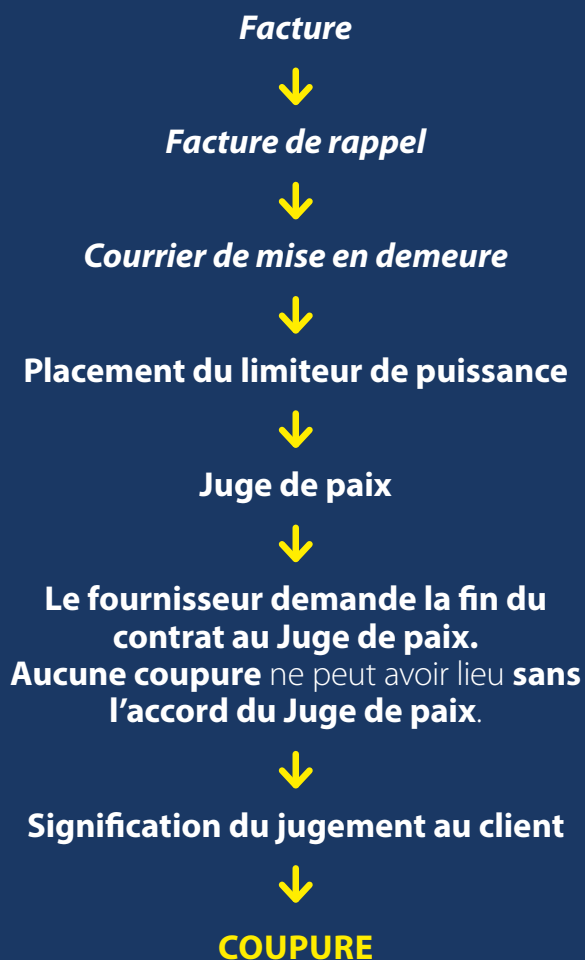 Facture
Facture de rappel
Courrier de mise en demeure
Placement du limiteur de puissance
Juge de paix
Le fournisseur demande la fin du
contrat au Juge de paix.
Aucune coupure ne peut avoir lieu sans
l’accord du Juge de paix.
Signification du jugement au client
COUPURE